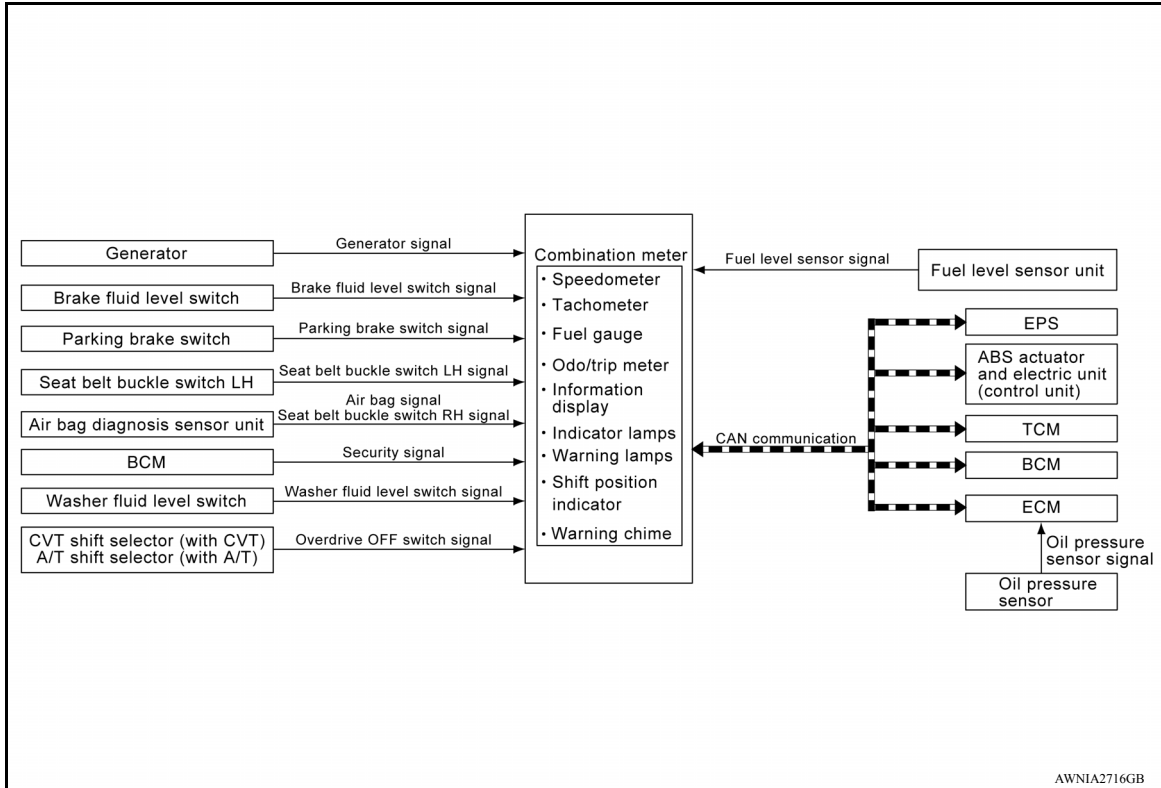 Generator
Generator signal
Brake fluid level switch
Brake fluid level switch signal
Parking brake switch
Parking brake switch signal
Seat belt buckle switch LH
Seat belt buckle switch LH signal
Air bag diagnosis sensor unit
Air bag signal
Seat belt buckle switch RH signal
BCM
Security signal
Washer fluid level switch
Washer fluid level switch signal
CVT shift selector (with CVT)
A/T shift selector (with A/T)
Overdrive OFF switch signal
Combination meter
· Speedometer
· Tachometer
· Fuel gauge
· Odo/trip meter
· Information
display
· Indicator lamps
· Warning lamps
· Shift position
indicator
· Warning chime
Fuel level sensor signal
Fuel level sensor unit
CAN communication
EPS
ABS actuator
and electric unit
(control unit)
TCM
BCM
ECM
Oil pressure
sensor signal
Oil pressure
sensor
AWNIA2716GB